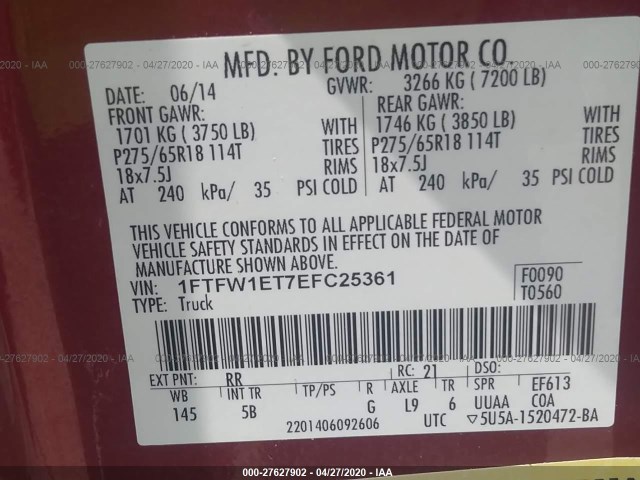 MFD. BY FORD MOTOR CO.
00-27627902 - 04/27/2020 - IAA
DATE: 06/14 GVWR: 3266 KG ( 7200 LB)
FRONT GAWR: REAR GAWR:
1701 KG ( 3750 LB) WITH 1746 KG ( 3850 LB) WITH
P275/65R18 114T TIRES P275/65R18 114T TIRES
18x7.5J RIMS 18x7.5J RIMS
AT 240 kPa/ 35 PSI COLD AT 240 kPa/ 35 PSI COLD
THIS VEHICLE CONFORMS TO ALL APPLICABLE FEDERAL MOTOR
VEHICLE SAFETY STANDARDS IN EFFECT ON THE DATE OF
MANUFACTURE SHOWN ABOVE.
VIN: 1FTFW1ET7EFC25361 F0090
TYPE: Truck T0560
EXT PNT: RR RC: 21 DSO:
WB INT TR TP/PS R AXLE TR SPR EF613
145 5B G L9 6 UUAA COA
2201406092606 UTC ▽5U5A-1520472-BA
00-27627902 - 04/27/2020 - IAA